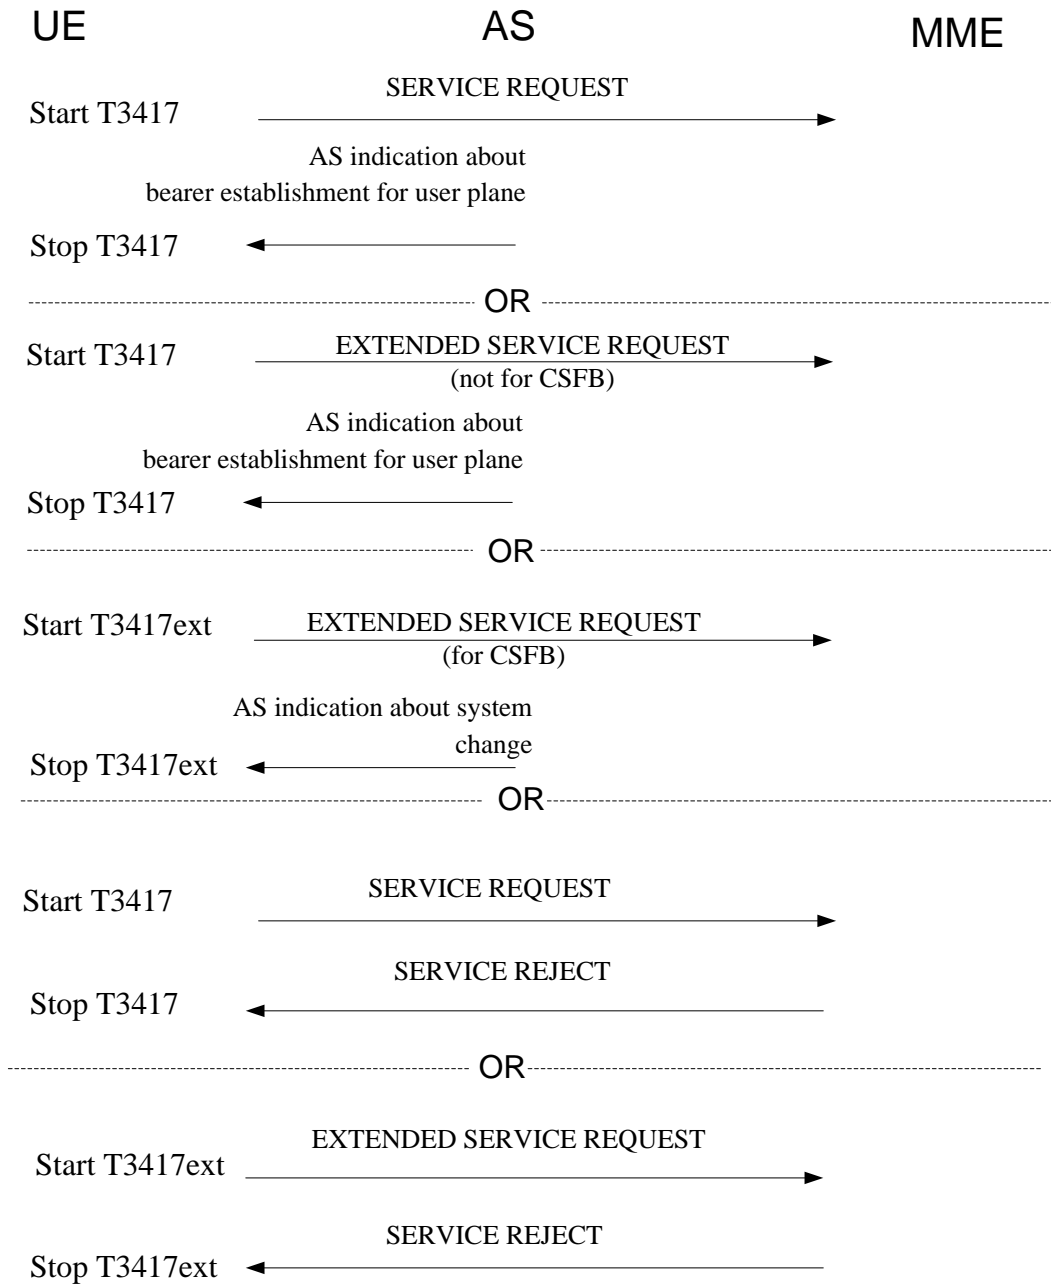 UE AS MME
SERVICE REQUEST
Start T3417
AS indication about
bearer establishment for user plane
Stop T3417
OR
EXTENDED SERVICE REQUEST
Start T3417
(not for CSFB)
AS indication about
bearer establishment for user plane
Stop T3417
OR
Start T3417ext
EXTENDED SERVICE REQUEST
(for CSFB)
AS indication about system
change
Stop T3417ext
OR
SERVICE REQUEST
Start T3417
SERVICE REJECT
Stop T3417
OR
EXTENDED SERVICE REQUEST
Start T3417ext
SERVICE REJECT
Stop T3417ext